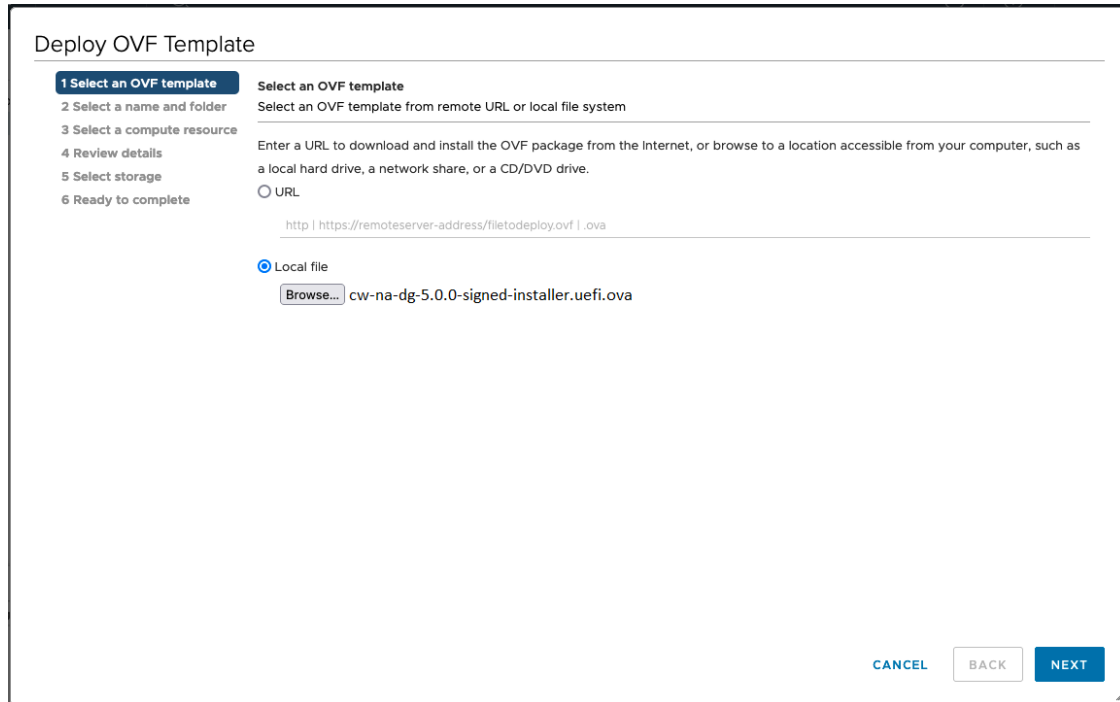 Deploy OVF Template
1 Select an OVF template
2 Select a name and folder
3 Select a compute resource
4 Review details
5 Select storage
6 Ready to complete
Select an OVF template
Select an OVF template from remote URL or local file system
Enter a URL to download and install the OVF package from the Internet, or browse to a location accessible from your computer, such as
a local hard drive, a network share, or a CD/DVD drive.
URL
http | https://remoteserver-address/filetodeploy.ovf | .ova
Local file
Browse... cw-na-dg-5.0.0-signed-installer.uefi.ova
CANCEL BACK NEXT